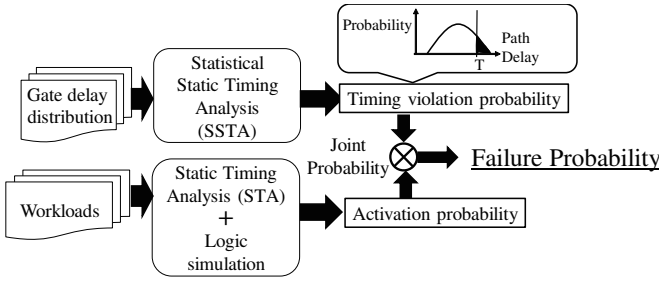 Probability
Path
Delay
T
Statistical
Static Timing
Analysis
(SSTA)
Gate delay
distribution
Timing violation probability
Joint
Probability
Failure Probability
Static Timing
Analysis (STA)
+
Logic
simulation
Workloads
Activation probability